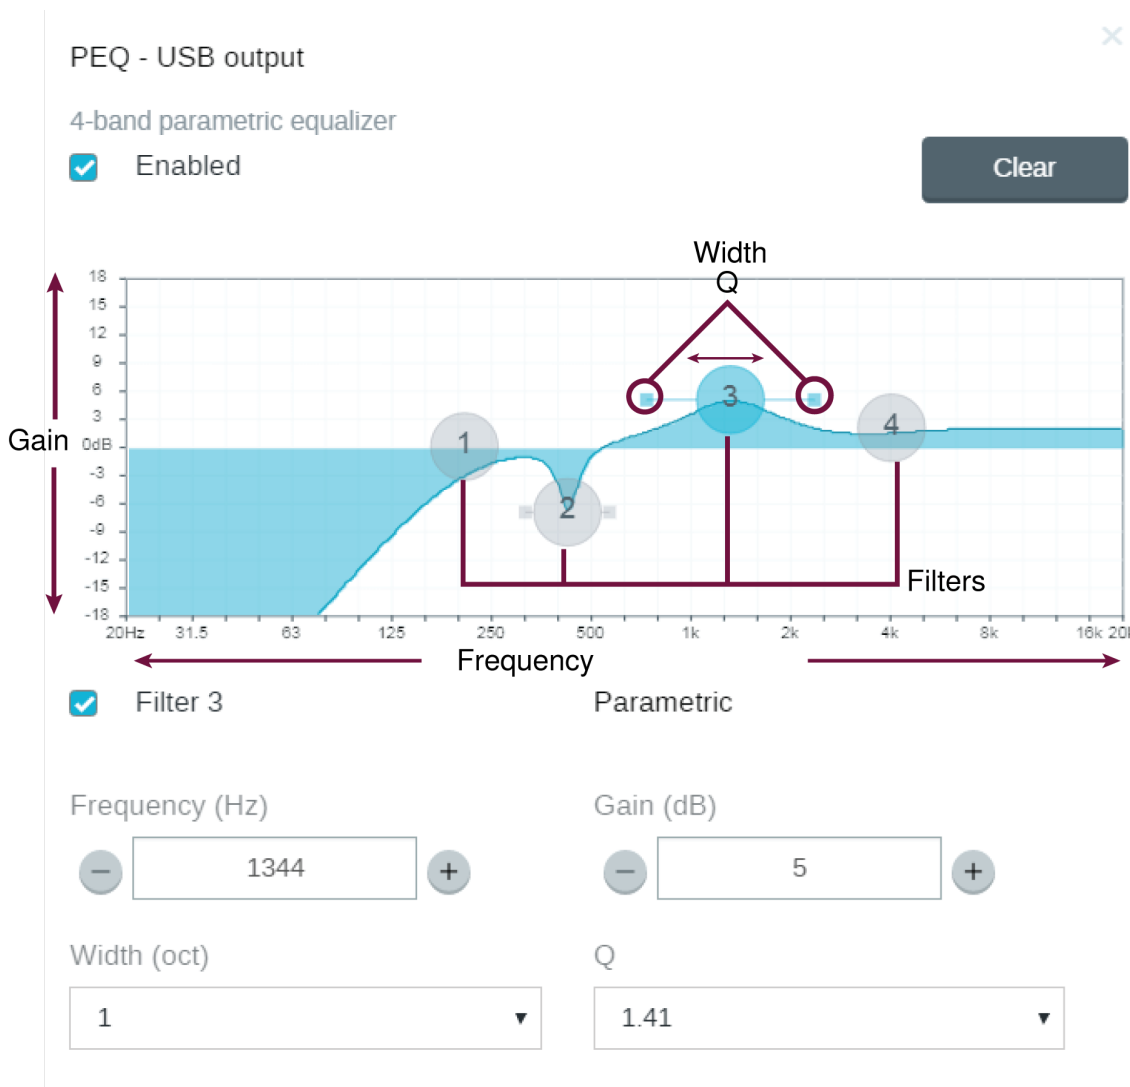 PEQ - USB output
4-band parametric equalizer
Enabled
Clear
Width
Q
18
15
12
9
6
3
0dB
-3
-6
-9
-12
-15
-18
Gain
1
2
3
4
Filters
20Hz 31.5 63 125 250 500 1k 2k 4k 8k 16k 20k
Frequency
Filter 3 Parametric
Frequency (Hz) Gain (dB)
− 1344 + − 5 +
Width (oct) Q
1 1.41